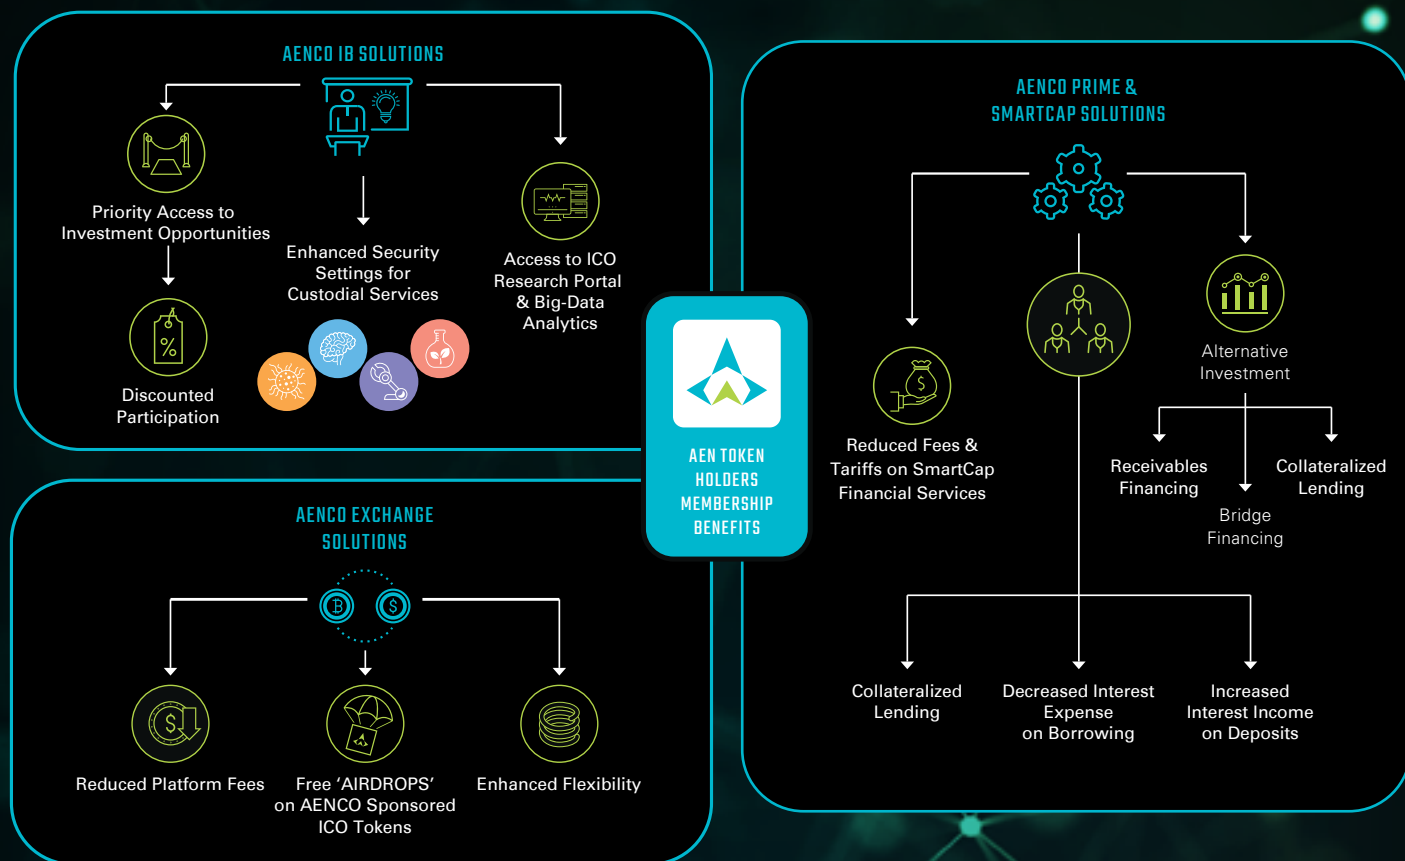 AENCO IB SOLUTIONS
Priority Access to
Investment Opportunities
Discounted
Participation
Enhanced Security
Settings for
Custodial Services
Access to ICO
Research Portal
& Big-Data
Analytics
AENCO EXCHANGE
SOLUTIONS
Reduced Platform Fees
Free ‘AIRDROPS’
on AENCO Sponsored
ICO Tokens
Enhanced Flexibility
AEN TOKEN
HOLDERS
MEMBERSHIP
BENEFITS
AENCO PRIME &
SMARTCAP SOLUTIONS
Reduced Fees &
Tariffs on SmartCap
Financial Services
Alternative
Investment
Receivables
Financing
Bridge
Financing
Collateralized
Lending
Collateralized
Lending
Decreased Interest
Expense
on Borrowing
Increased
Interest Income
on Deposits